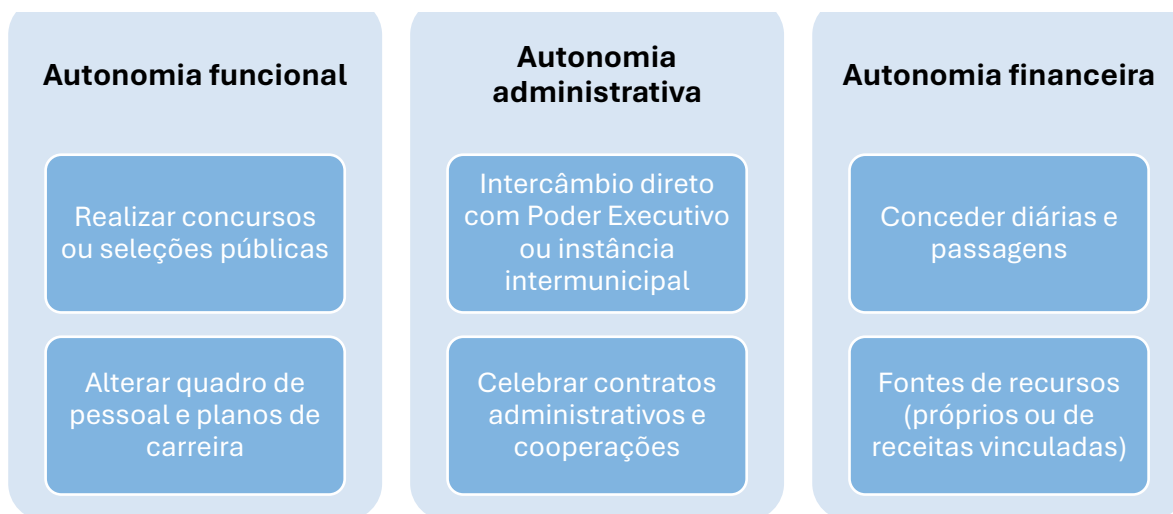 Autonomia funcional
Realizar concursos
ou seleções públicas
Alterar quadro de
pessoal e planos de
carreira
Autonomia
administrativa
Intercâmbio direto
com Poder Executivo
ou instância
intermunicipal
Celebrar contratos
administrativos e
cooperações
Autonomia financeira
Conceder diárias e
passagens
Fontes de recursos
(próprios ou de
receitas vinculadas)